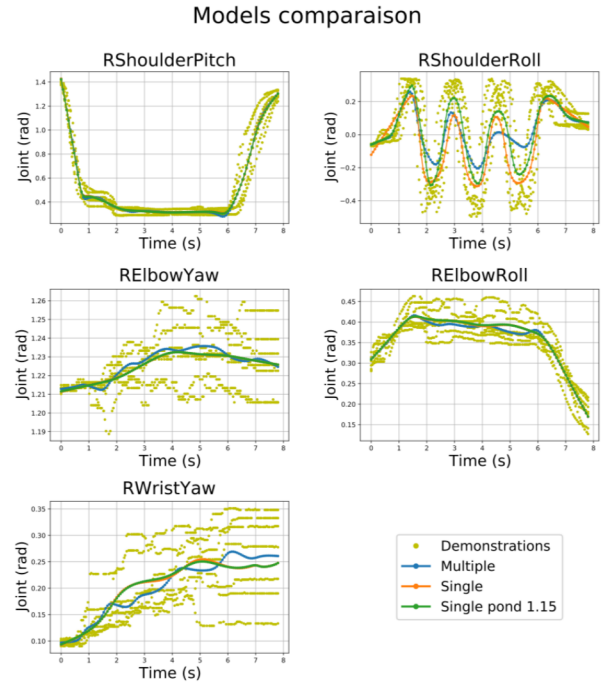 Models comparaison
RShoulderPitch
Joint (rad)
1.4
1.2
1.0
0.8
0.6
0.4
0 1 2 3 4 5 6 7 8
Time (s)
RShoulderRoll
Joint (rad)
0.2
0.0
−0.2
−0.4
0 1 2 3 4 5 6 7 8
Time (s)
RElbowYaw
Joint (rad)
1.26
1.25
1.24
1.23
1.22
1.21
1.20
1.19
0 1 2 3 4 5 6 7 8
Time (s)
RElbowRoll
Joint (rad)
0.45
0.40
0.35
0.30
0.25
0.20
0.15
0 1 2 3 4 5 6 7 8
Time (s)
RWristYaw
Joint (rad)
0.35
0.30
0.25
0.20
0.15
0.10
0 1 2 3 4 5 6 7 8
Time (s)
Demonstrations
Multiple
Single
Single pond 1.15